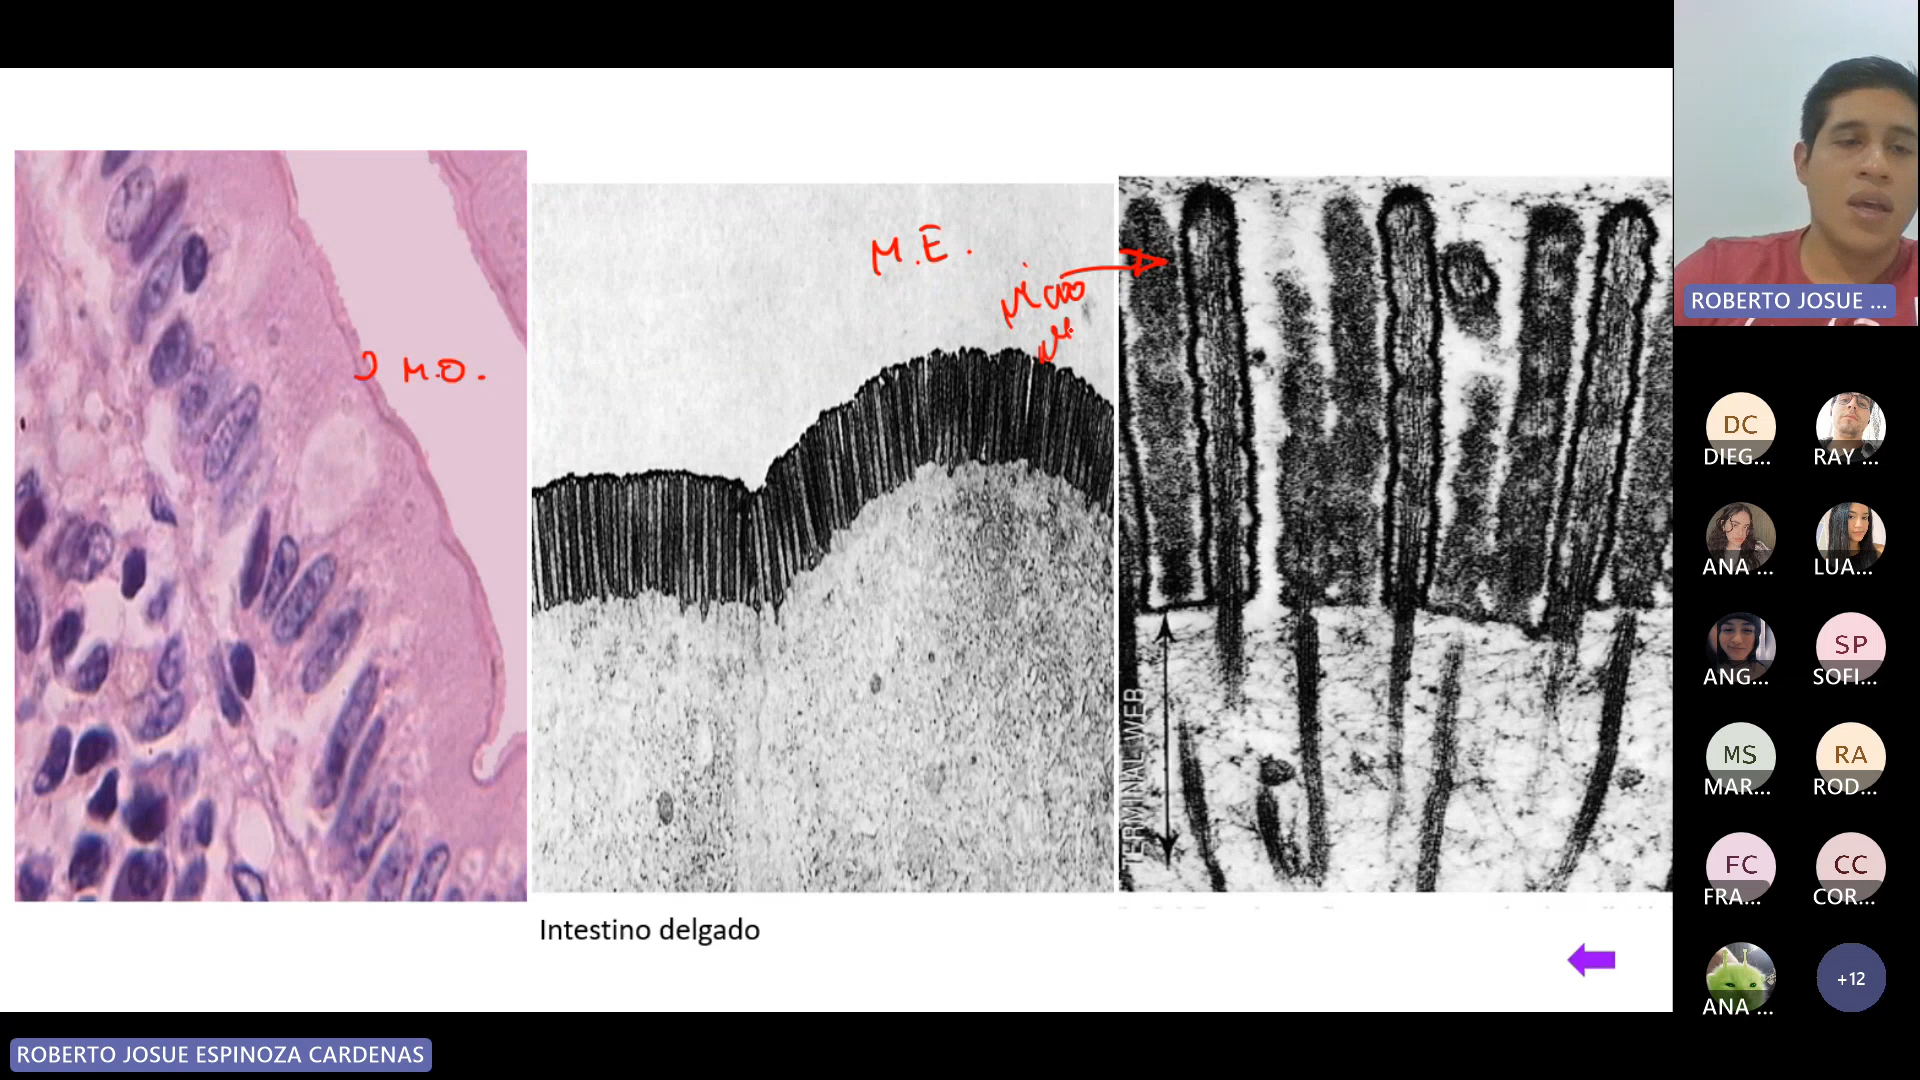 M.E.
Micro
M.O.
TERMINAL WEB
Intestino delgado
ROBERTO JOSUE ...
DC
DIEG...
RAY ...
ANA ...
LUA...
ANG...
SP
SOFI...
MS
MAR...
RA
ROD...
FC
FRA...
CC
COR...
ANA ...
+12
ROBERTO JOSUE ESPINOZA CARDENAS